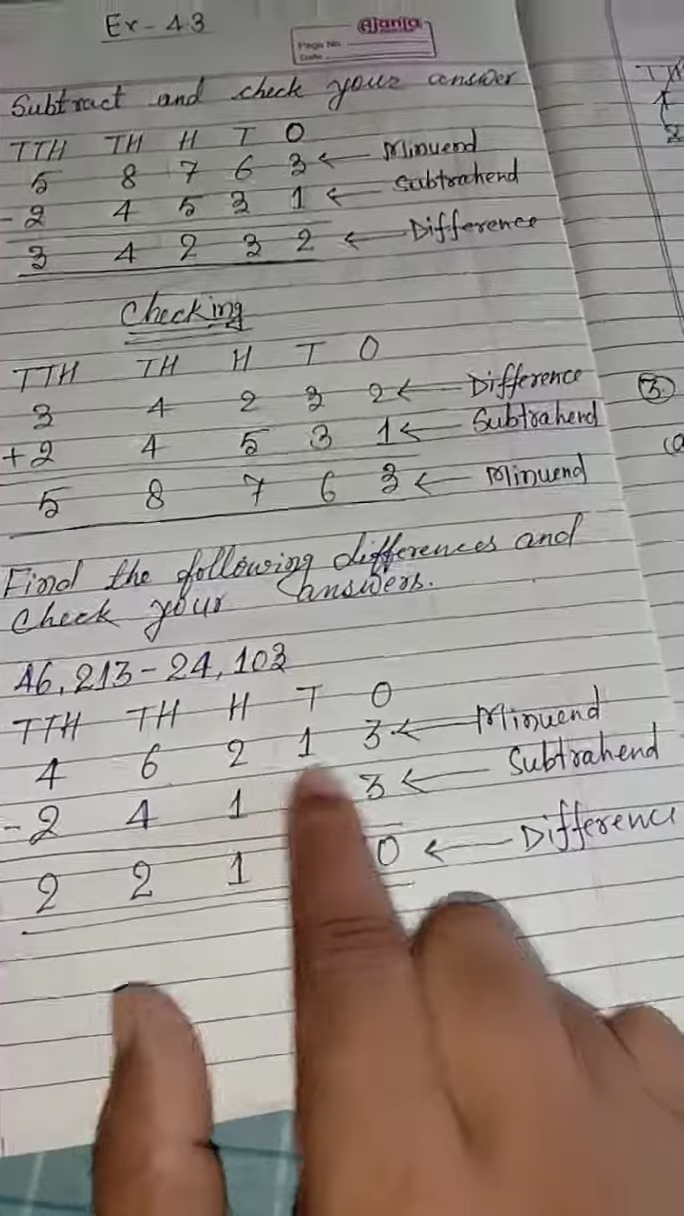 Ex - 4.3
Ajanta
Page No.
Date
Subtract and check your answer
TTH TH H T O
5 8 7 6 3 ← Minuend
- 2 4 5 3 1 ← Subtrahend
3 4 2 3 2 ← Difference
Checking
TTH TH H T O
3 4 2 3 2 ← Difference
+ 2 4 5 3 1 ← Subtrahend
5 8 7 6 3 ← Minuend
Find the following differences and
check your answers.
46,213 - 24,103
TTH TH H T O
4 6 2 1 3 ← Minuend
- 2 4 1 3 ← Subtrahend
2 2 1 0 ← Difference
3